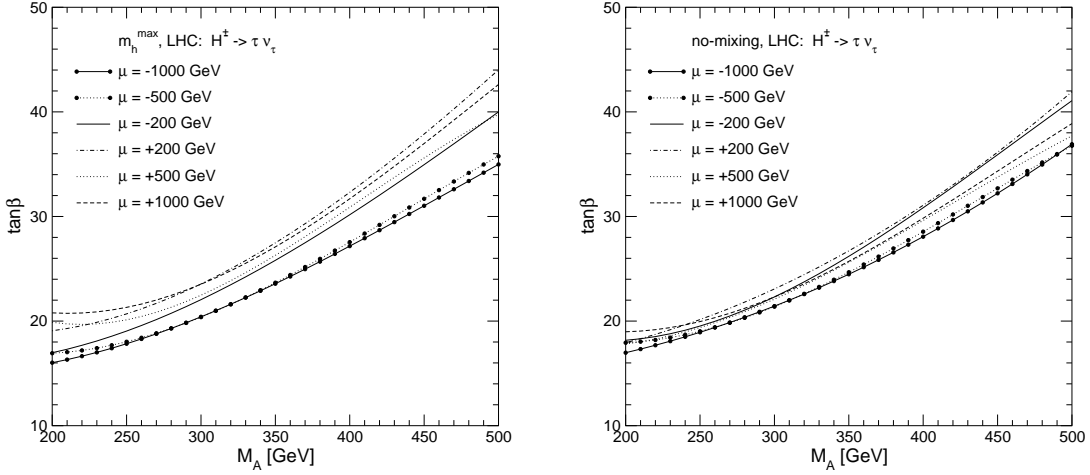 50
40
30
20
10
tanβ
m_h^max, LHC: H^± -> τ ν_τ
μ = -1000 GeV
μ = -500 GeV
μ = -200 GeV
μ = +200 GeV
μ = +500 GeV
μ = +1000 GeV
200 250 300 350 400 450 500
M_A [GeV]
50
40
30
20
10
tanβ
no-mixing, LHC: H^± -> τ ν_τ
μ = -1000 GeV
μ = -500 GeV
μ = -200 GeV
μ = +200 GeV
μ = +500 GeV
μ = +1000 GeV
200 250 300 350 400 450 500
M_A [GeV]